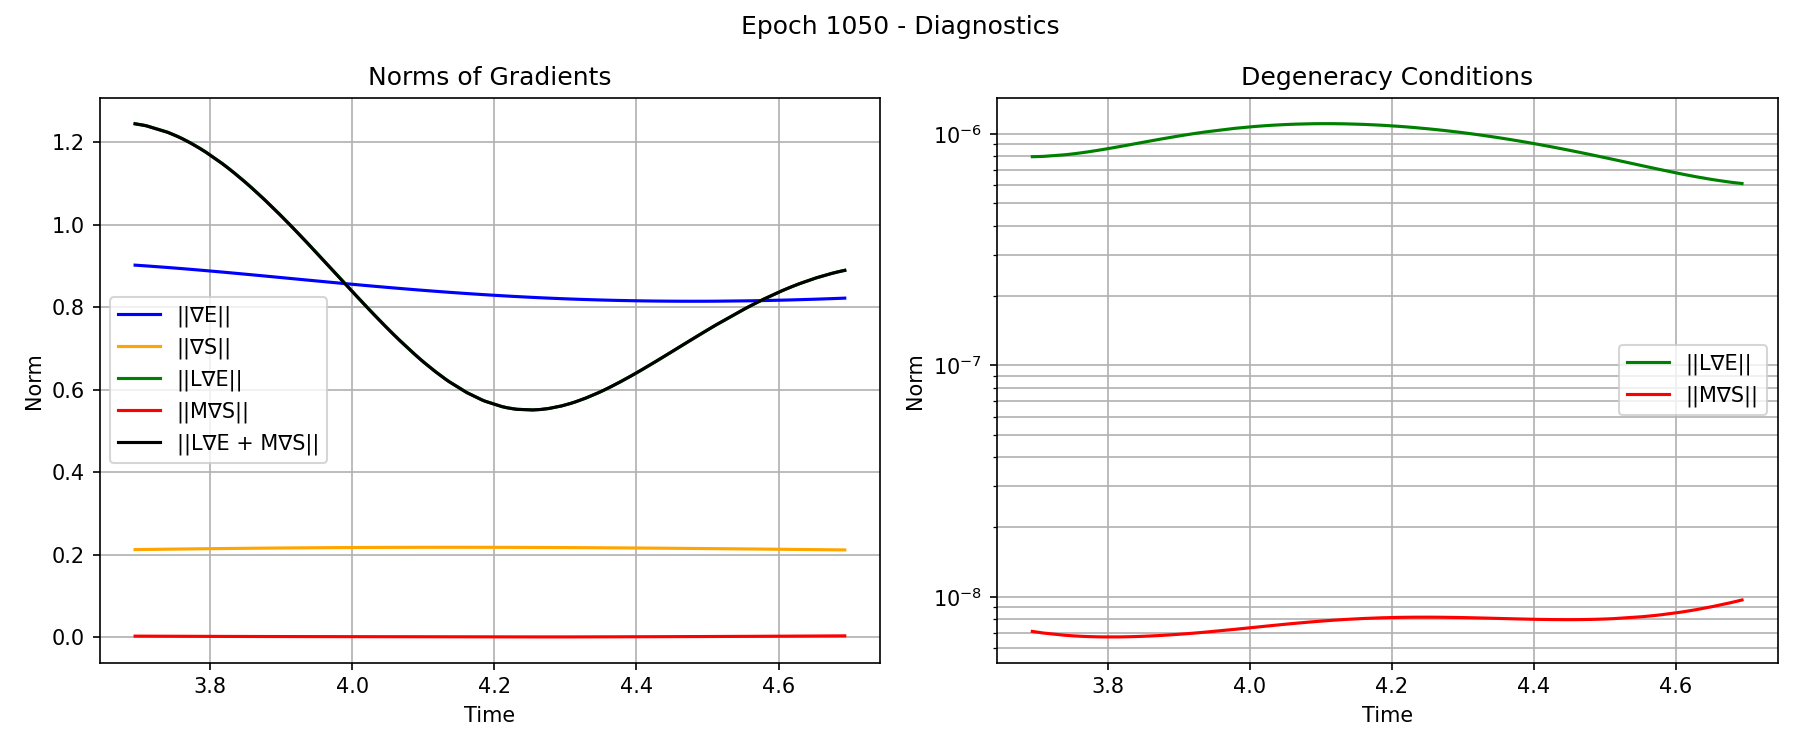 Epoch 1050 - Diagnostics
Norms of Gradients
Norm
1.2
1.0
0.8
0.6
0.4
0.2
0.0
||∇E||
||∇S||
||L∇E||
||M∇S||
||L∇E + M∇S||
3.8 4.0 4.2 4.4 4.6
Time
Degeneracy Conditions
Norm
10⁻⁶
10⁻⁷
10⁻⁸
||L∇E||
||M∇S||
3.8 4.0 4.2 4.4 4.6
Time